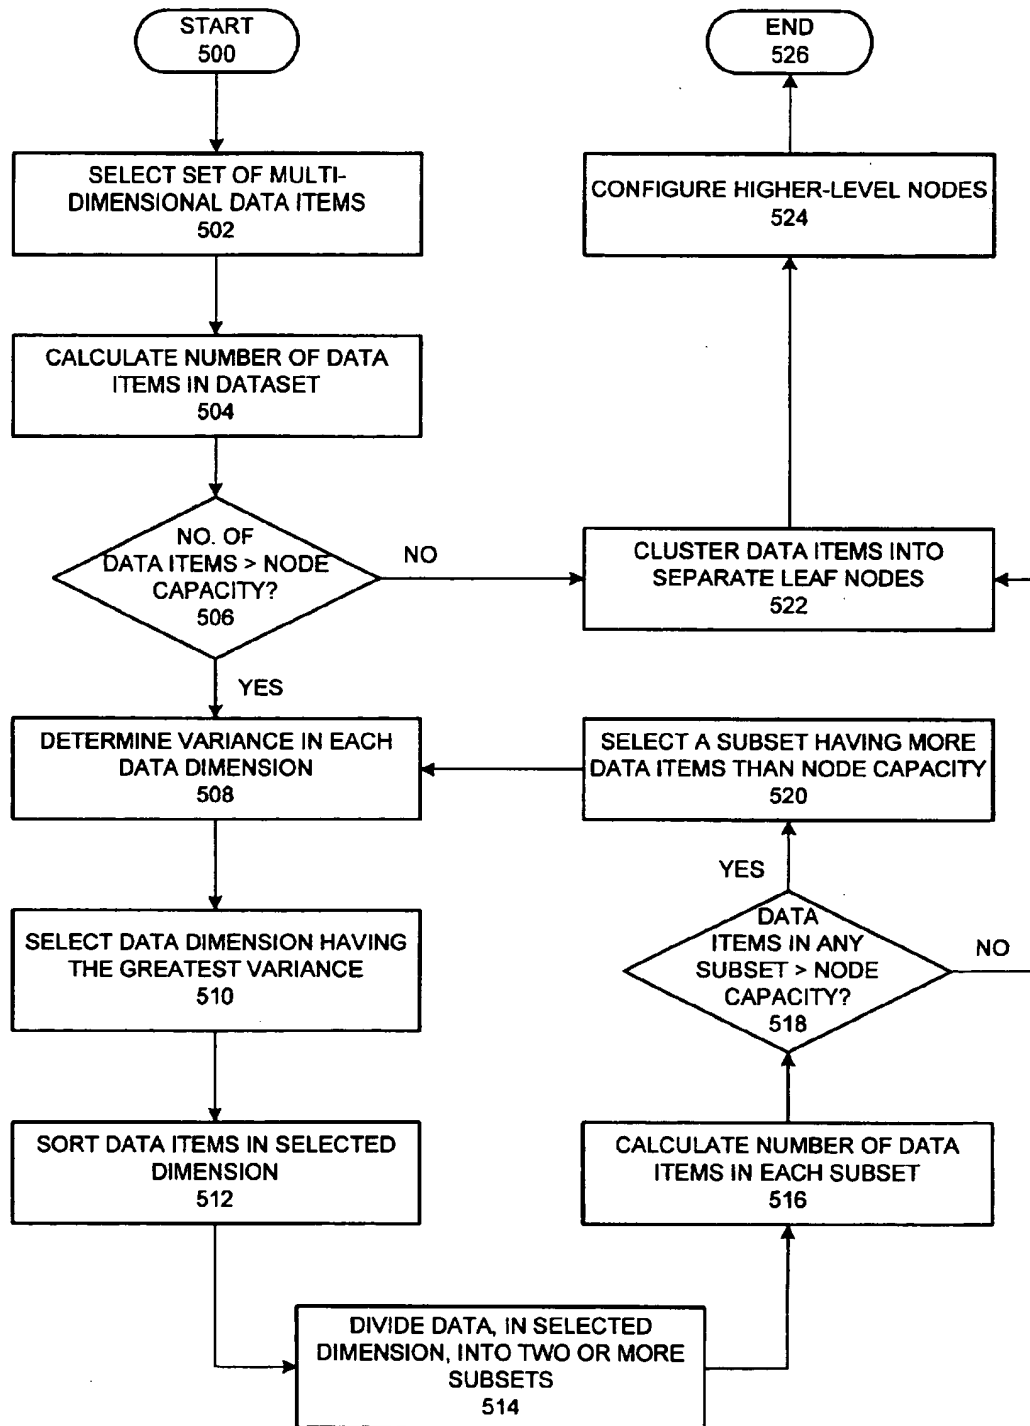 START
500
SELECT SET OF MULTI-
DIMENSIONAL DATA ITEMS
502
CALCULATE NUMBER OF DATA
ITEMS IN DATASET
504
NO. OF
DATA ITEMS > NODE
CAPACITY?
506
NO
YES
DETERMINE VARIANCE IN EACH
DATA DIMENSION
508
SELECT DATA DIMENSION HAVING
THE GREATEST VARIANCE
510
SORT DATA ITEMS IN SELECTED
DIMENSION
512
DIVIDE DATA, IN SELECTED
DIMENSION, INTO TWO OR MORE
SUBSETS
514
CALCULATE NUMBER OF DATA
ITEMS IN EACH SUBSET
516
DATA
ITEMS IN ANY
SUBSET > NODE
CAPACITY?
518
YES
NO
SELECT A SUBSET HAVING MORE
DATA ITEMS THAN NODE CAPACITY
520
CLUSTER DATA ITEMS INTO
SEPARATE LEAF NODES
522
CONFIGURE HIGHER-LEVEL NODES
524
END
526